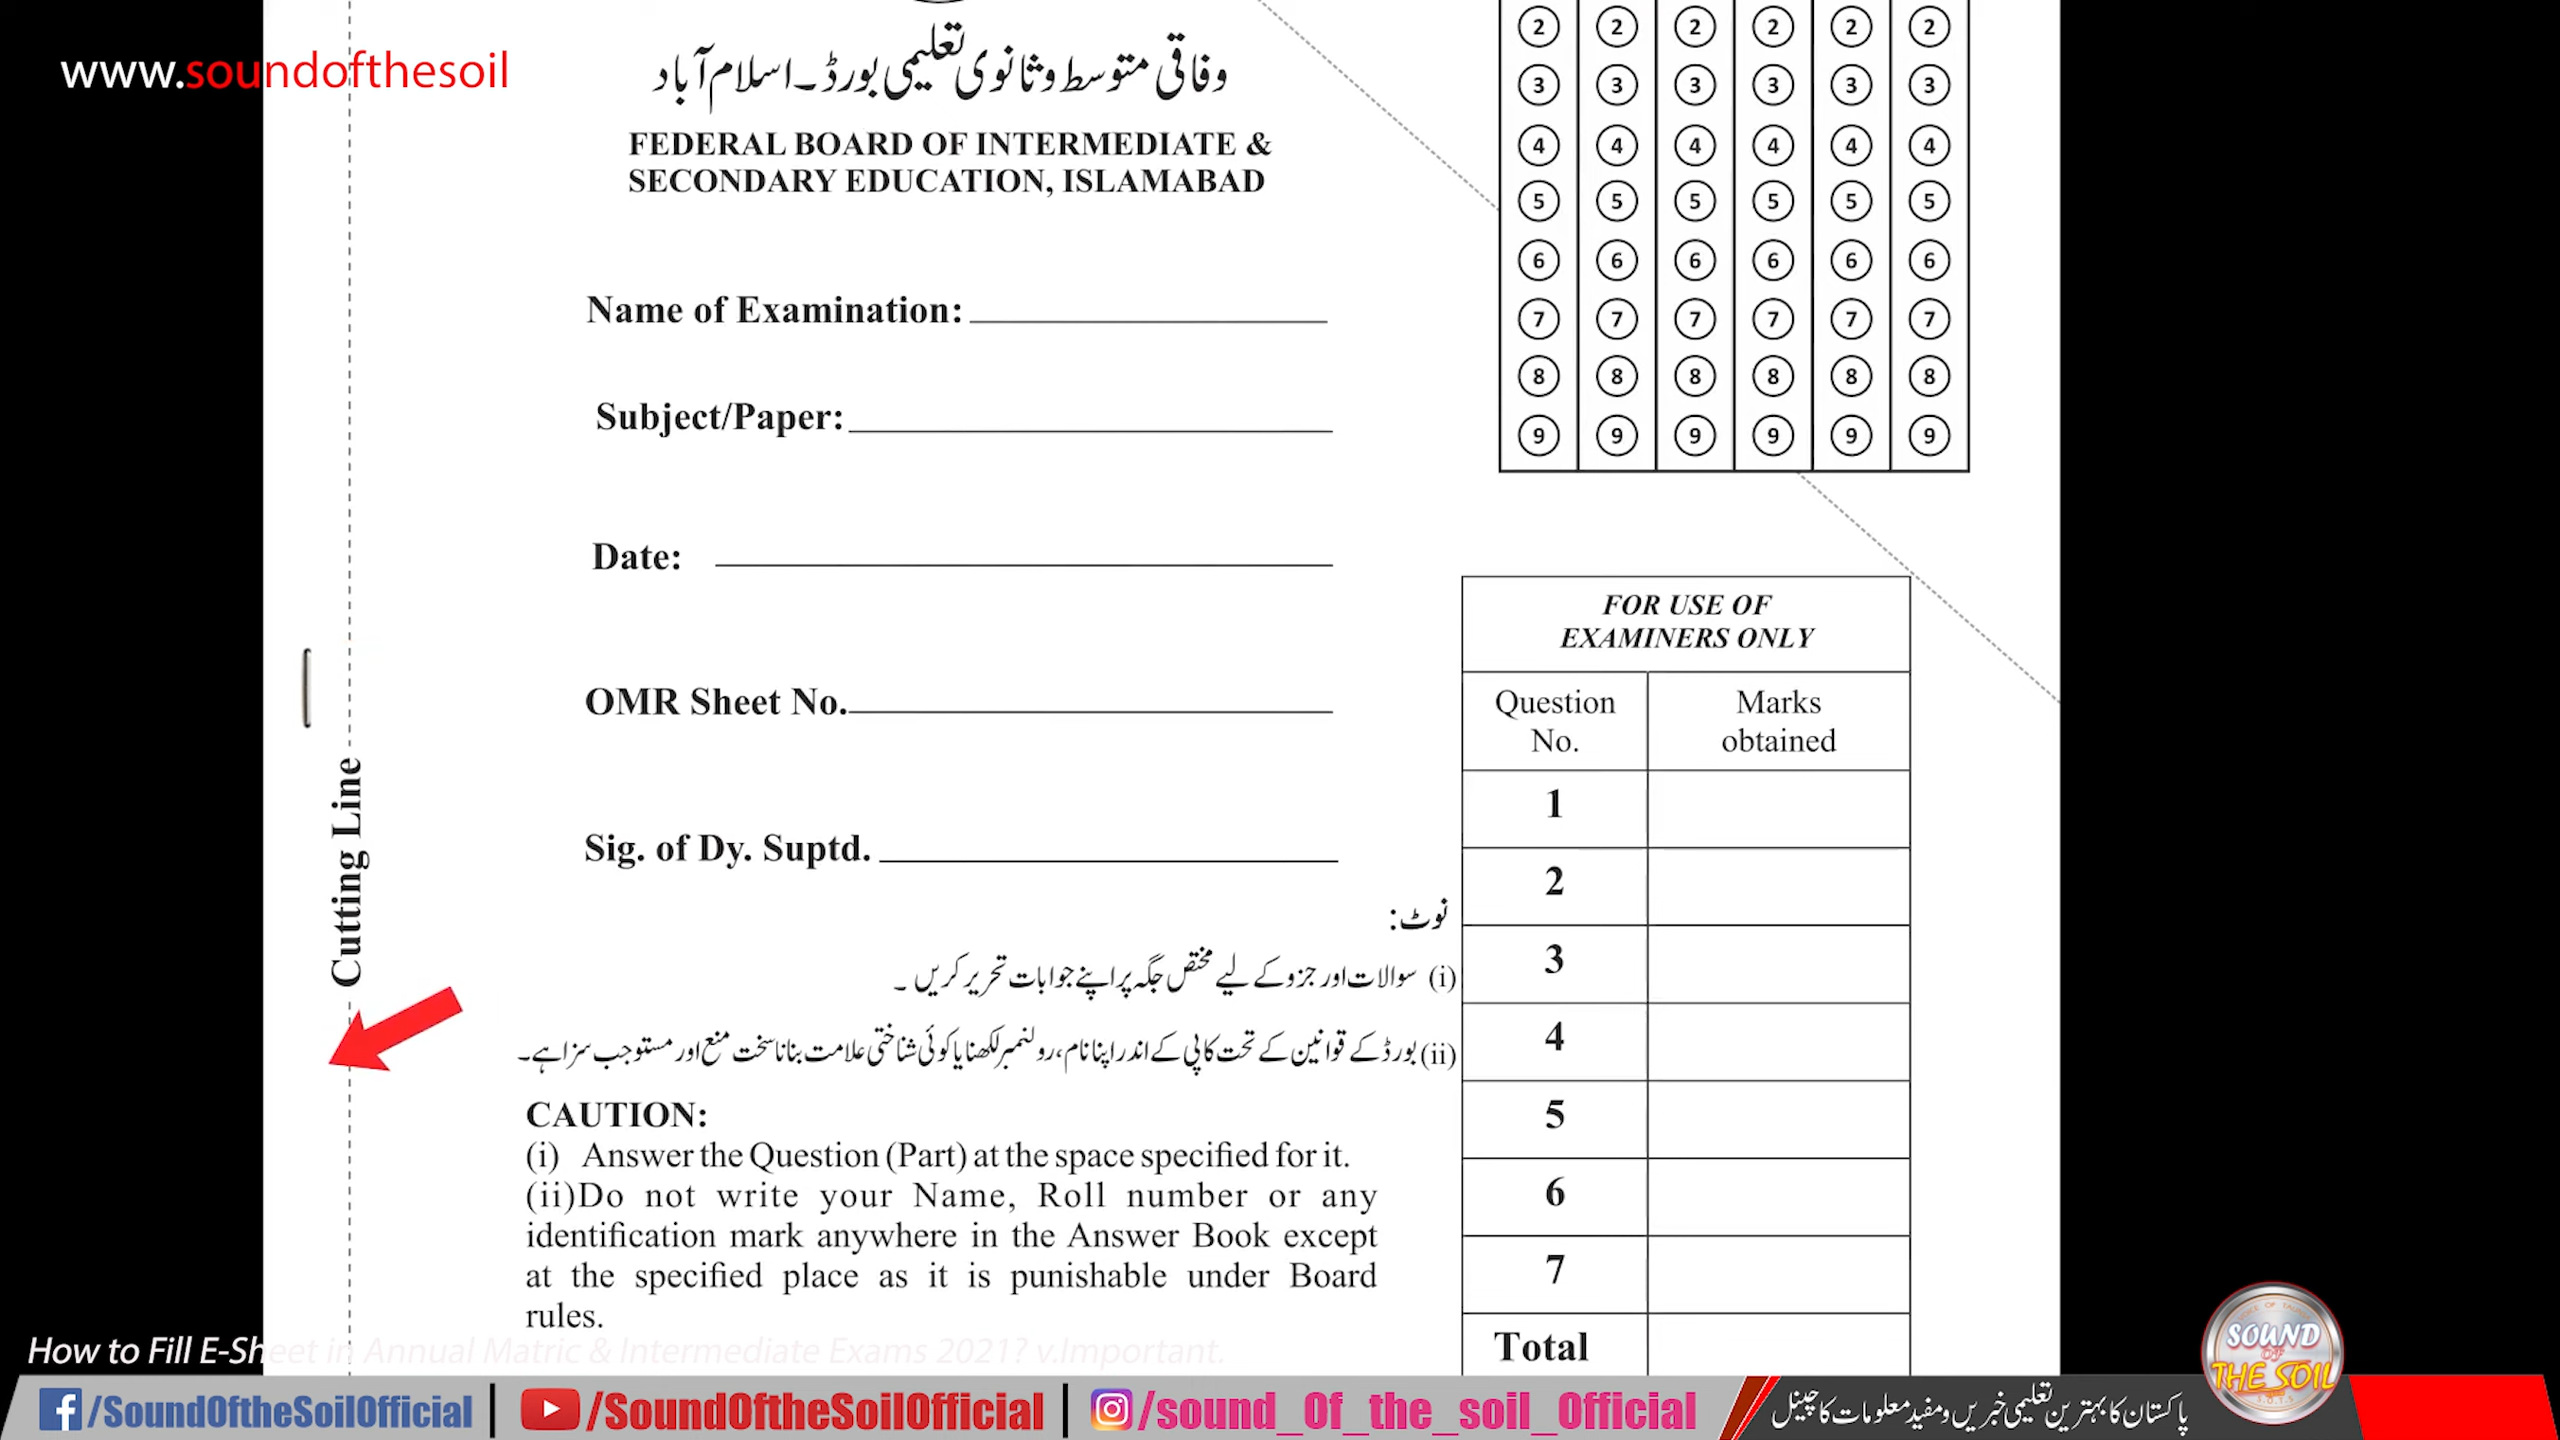 www.soundofthesoil
وفاقی متوسط و ثانوی تعلیمی بورڈ۔اسلام آباد
FEDERAL BOARD OF INTERMEDIATE &
SECONDARY EDUCATION, ISLAMABAD
2 2 2 2 2 2
3 3 3 3 3 3
4 4 4 4 4 4
5 5 5 5 5 5
6 6 6 6 6 6
7 7 7 7 7 7
8 8 8 8 8 8
9 9 9 9 9 9
Name of Examination:
Subject/Paper:
Date:
OMR Sheet No.
Sig. of Dy. Suptd.
Cutting Line
نوٹ:
(i) سوالات اور جزو کے لیے مختص جگہ پر اپنے جوابات تحریر کریں ۔
(ii) بورڈ کے قوانین کے تحت کاپی کے اندر اپنا نام، رولنمبر لکھنا یا کوئی شناختی علامت بنانا سخت منع اور مستوجب سزا ہے۔
CAUTION:
(i) Answer the Question (Part) at the space specified for it.
(ii)Do not write your Name, Roll number or any
identification mark anywhere in the Answer Book except
at the specified place as it is punishable under Board
rules.
FOR USE OF
EXAMINERS ONLY
Question No. Marks obtained
1
2
3
4
5
6
7
Total
How to Fill E-Sheet in Annual Matric & Intermediate Exams 2021? v.Important.
/SoundOftheSoilOfficial | /SoundOftheSoilOfficial | /sound_Of_the_soil_Official
پاکستان کا بہترین تعلیمی خبریں و مفید معلومات کا چینل
SOUND
OF
THE SOIL